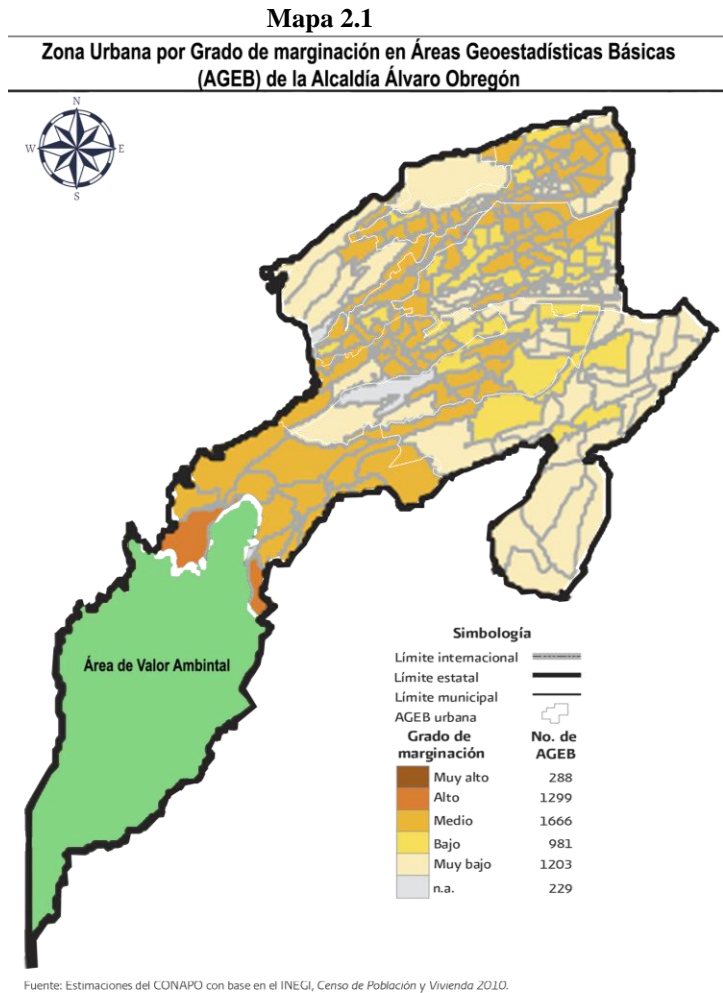 Mapa 2.1
Zona Urbana por Grado de marginación en Áreas Geoestadísticas Básicas
(AGEB) de la Alcaldía Álvaro Obregón
N
W
E
S
Área de Valor Ambintal
Simbología
Límite internacional
Límite estatal
Límite municipal
AGEB urbana
Grado de marginación No. de AGEB
Muy alto 288
Alto 1299
Medio 1666
Bajo 981
Muy bajo 1203
n.a. 229
Fuente: Estimaciones del CONAPO con base en el INEGI, Censo de Población y Vivienda 2010.